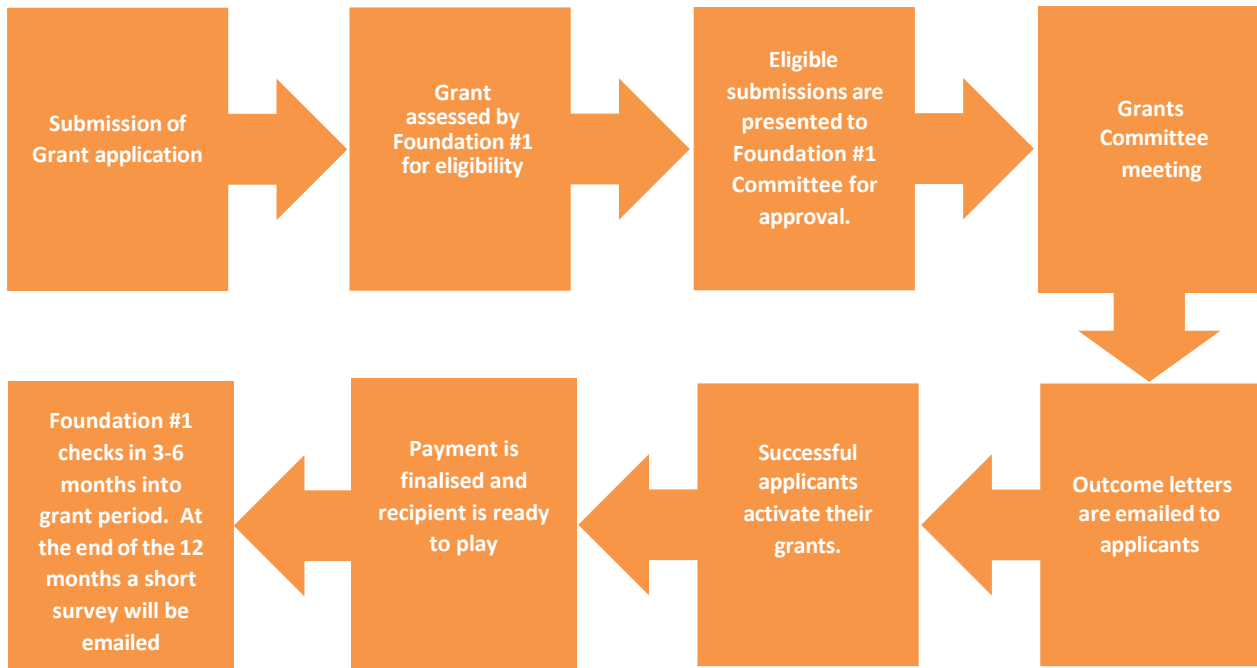 Submission of
Grant application
Grant
assessed by
Foundation #1
for eligibility
Eligible
submissions are
presented to
Foundation #1
Committee for
approval.
Grants
Committee
meeting
Outcome letters
are emailed to
applicants
Successful
applicants
activate their
grants.
Payment is
finalised and
recipient is ready
to play
Foundation #1
checks in 3-6
months into
grant period.  At
the end of the 12
months a short
survey will be
emailed